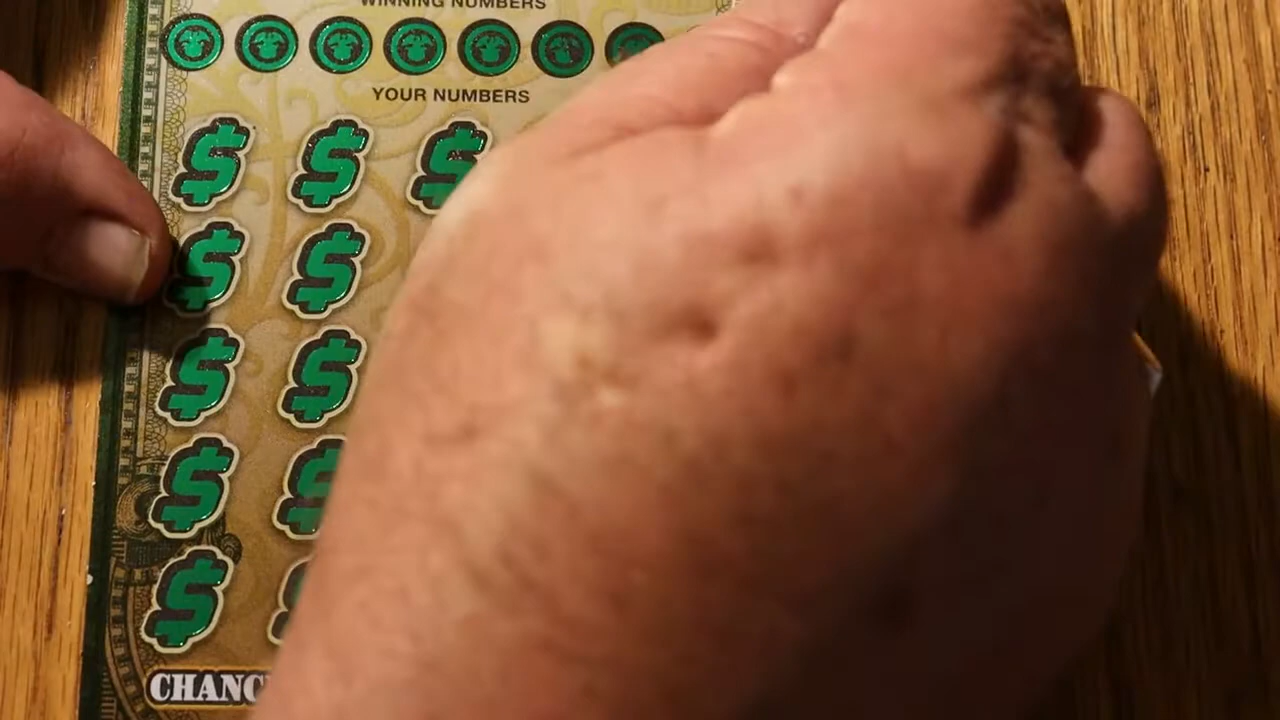 WINNING NUMBERS
YOUR NUMBERS
$ $ $
$ $
$ $
$ $
$